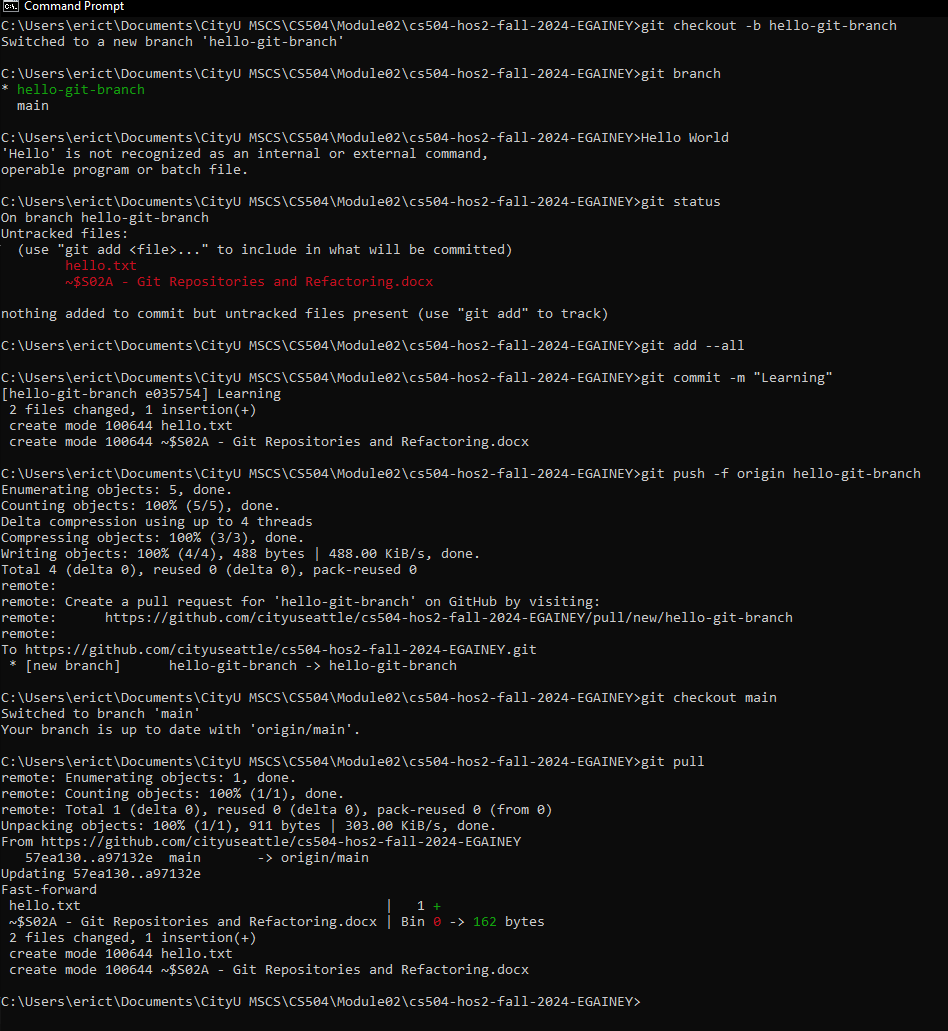 Command Prompt
C:\Users\erict\Documents\CityU MSCS\CS504\Module02\cs504-hos2-fall-2024-EGAINEY>git checkout -b hello-git-branch
Switched to a new branch 'hello-git-branch'
C:\Users\erict\Documents\CityU MSCS\CS504\Module02\cs504-hos2-fall-2024-EGAINEY>git branch
* hello-git-branch
  main
C:\Users\erict\Documents\CityU MSCS\CS504\Module02\cs504-hos2-fall-2024-EGAINEY>Hello World
'Hello' is not recognized as an internal or external command,
operable program or batch file.
C:\Users\erict\Documents\CityU MSCS\CS504\Module02\cs504-hos2-fall-2024-EGAINEY>git status
On branch hello-git-branch
Untracked files:
  (use "git add <file>..." to include in what will be committed)
        hello.txt
        ~$S02A - Git Repositories and Refactoring.docx
nothing added to commit but untracked files present (use "git add" to track)
C:\Users\erict\Documents\CityU MSCS\CS504\Module02\cs504-hos2-fall-2024-EGAINEY>git add --all
C:\Users\erict\Documents\CityU MSCS\CS504\Module02\cs504-hos2-fall-2024-EGAINEY>git commit -m "Learning"
[hello-git-branch e035754] Learning
 2 files changed, 1 insertion(+)
 create mode 100644 hello.txt
 create mode 100644 ~$S02A - Git Repositories and Refactoring.docx
C:\Users\erict\Documents\CityU MSCS\CS504\Module02\cs504-hos2-fall-2024-EGAINEY>git push -f origin hello-git-branch
Enumerating objects: 5, done.
Counting objects: 100% (5/5), done.
Delta compression using up to 4 threads
Compressing objects: 100% (3/3), done.
Writing objects: 100% (4/4), 488 bytes | 488.00 KiB/s, done.
Total 4 (delta 0), reused 0 (delta 0), pack-reused 0
remote:
remote: Create a pull request for 'hello-git-branch' on GitHub by visiting:
remote:      https://github.com/cityuseattle/cs504-hos2-fall-2024-EGAINEY/pull/new/hello-git-branch
remote:
To https://github.com/cityuseattle/cs504-hos2-fall-2024-EGAINEY.git
 * [new branch]      hello-git-branch -> hello-git-branch
C:\Users\erict\Documents\CityU MSCS\CS504\Module02\cs504-hos2-fall-2024-EGAINEY>git checkout main
Switched to branch 'main'
Your branch is up to date with 'origin/main'.
C:\Users\erict\Documents\CityU MSCS\CS504\Module02\cs504-hos2-fall-2024-EGAINEY>git pull
remote: Enumerating objects: 1, done.
remote: Counting objects: 100% (1/1), done.
remote: Total 1 (delta 0), reused 0 (delta 0), pack-reused 0 (from 0)
Unpacking objects: 100% (1/1), 911 bytes | 303.00 KiB/s, done.
From https://github.com/cityuseattle/cs504-hos2-fall-2024-EGAINEY
   57ea130..a97132e  main       -> origin/main
Updating 57ea130..a97132e
Fast-forward
 hello.txt                                      |   1 +
 ~$S02A - Git Repositories and Refactoring.docx | Bin 0 -> 162 bytes
 2 files changed, 1 insertion(+)
 create mode 100644 hello.txt
 create mode 100644 ~$S02A - Git Repositories and Refactoring.docx
C:\Users\erict\Documents\CityU MSCS\CS504\Module02\cs504-hos2-fall-2024-EGAINEY>